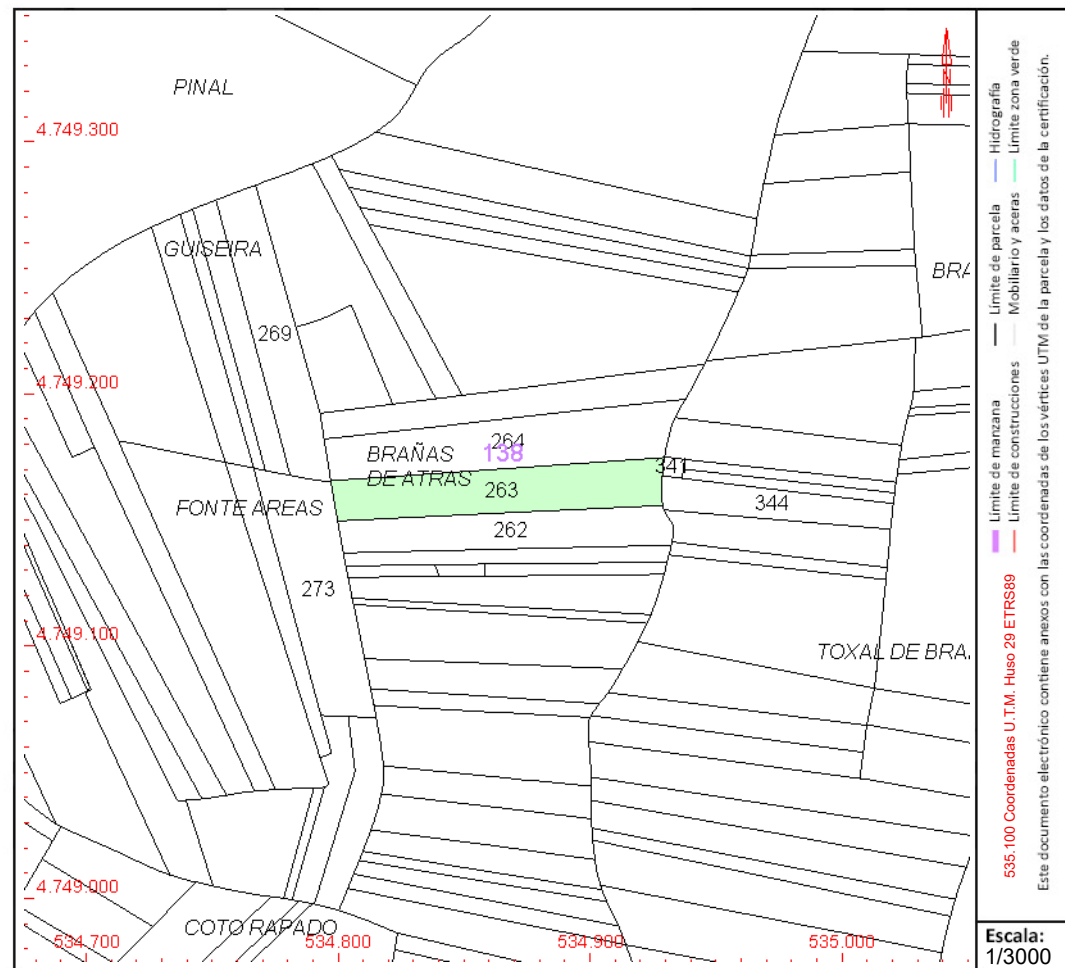 PINAL
4.749.300
GUISEIRA
BRA
269
4.749.200
264
BRAÑAS
138
DE ATRAS
341
263
344
FONTE AREAS
262
273
4.749.100
TOXAL DE BRA
4.749.000
COTO RAPADO
534.700
534.800
534.900
535.000
N
Hidrografía
Límite zona verde
Límite de parcela
Mobiliario y aceras
Límite de manzana
Límite de construcciones
535.100 Coordenadas U.T.M. Huso 29 ETRS89
Este documento electrónico contiene anexos con las coordenadas de los vértices UTM de la parcela y los datos de la certificación.
Escala:
1/3000